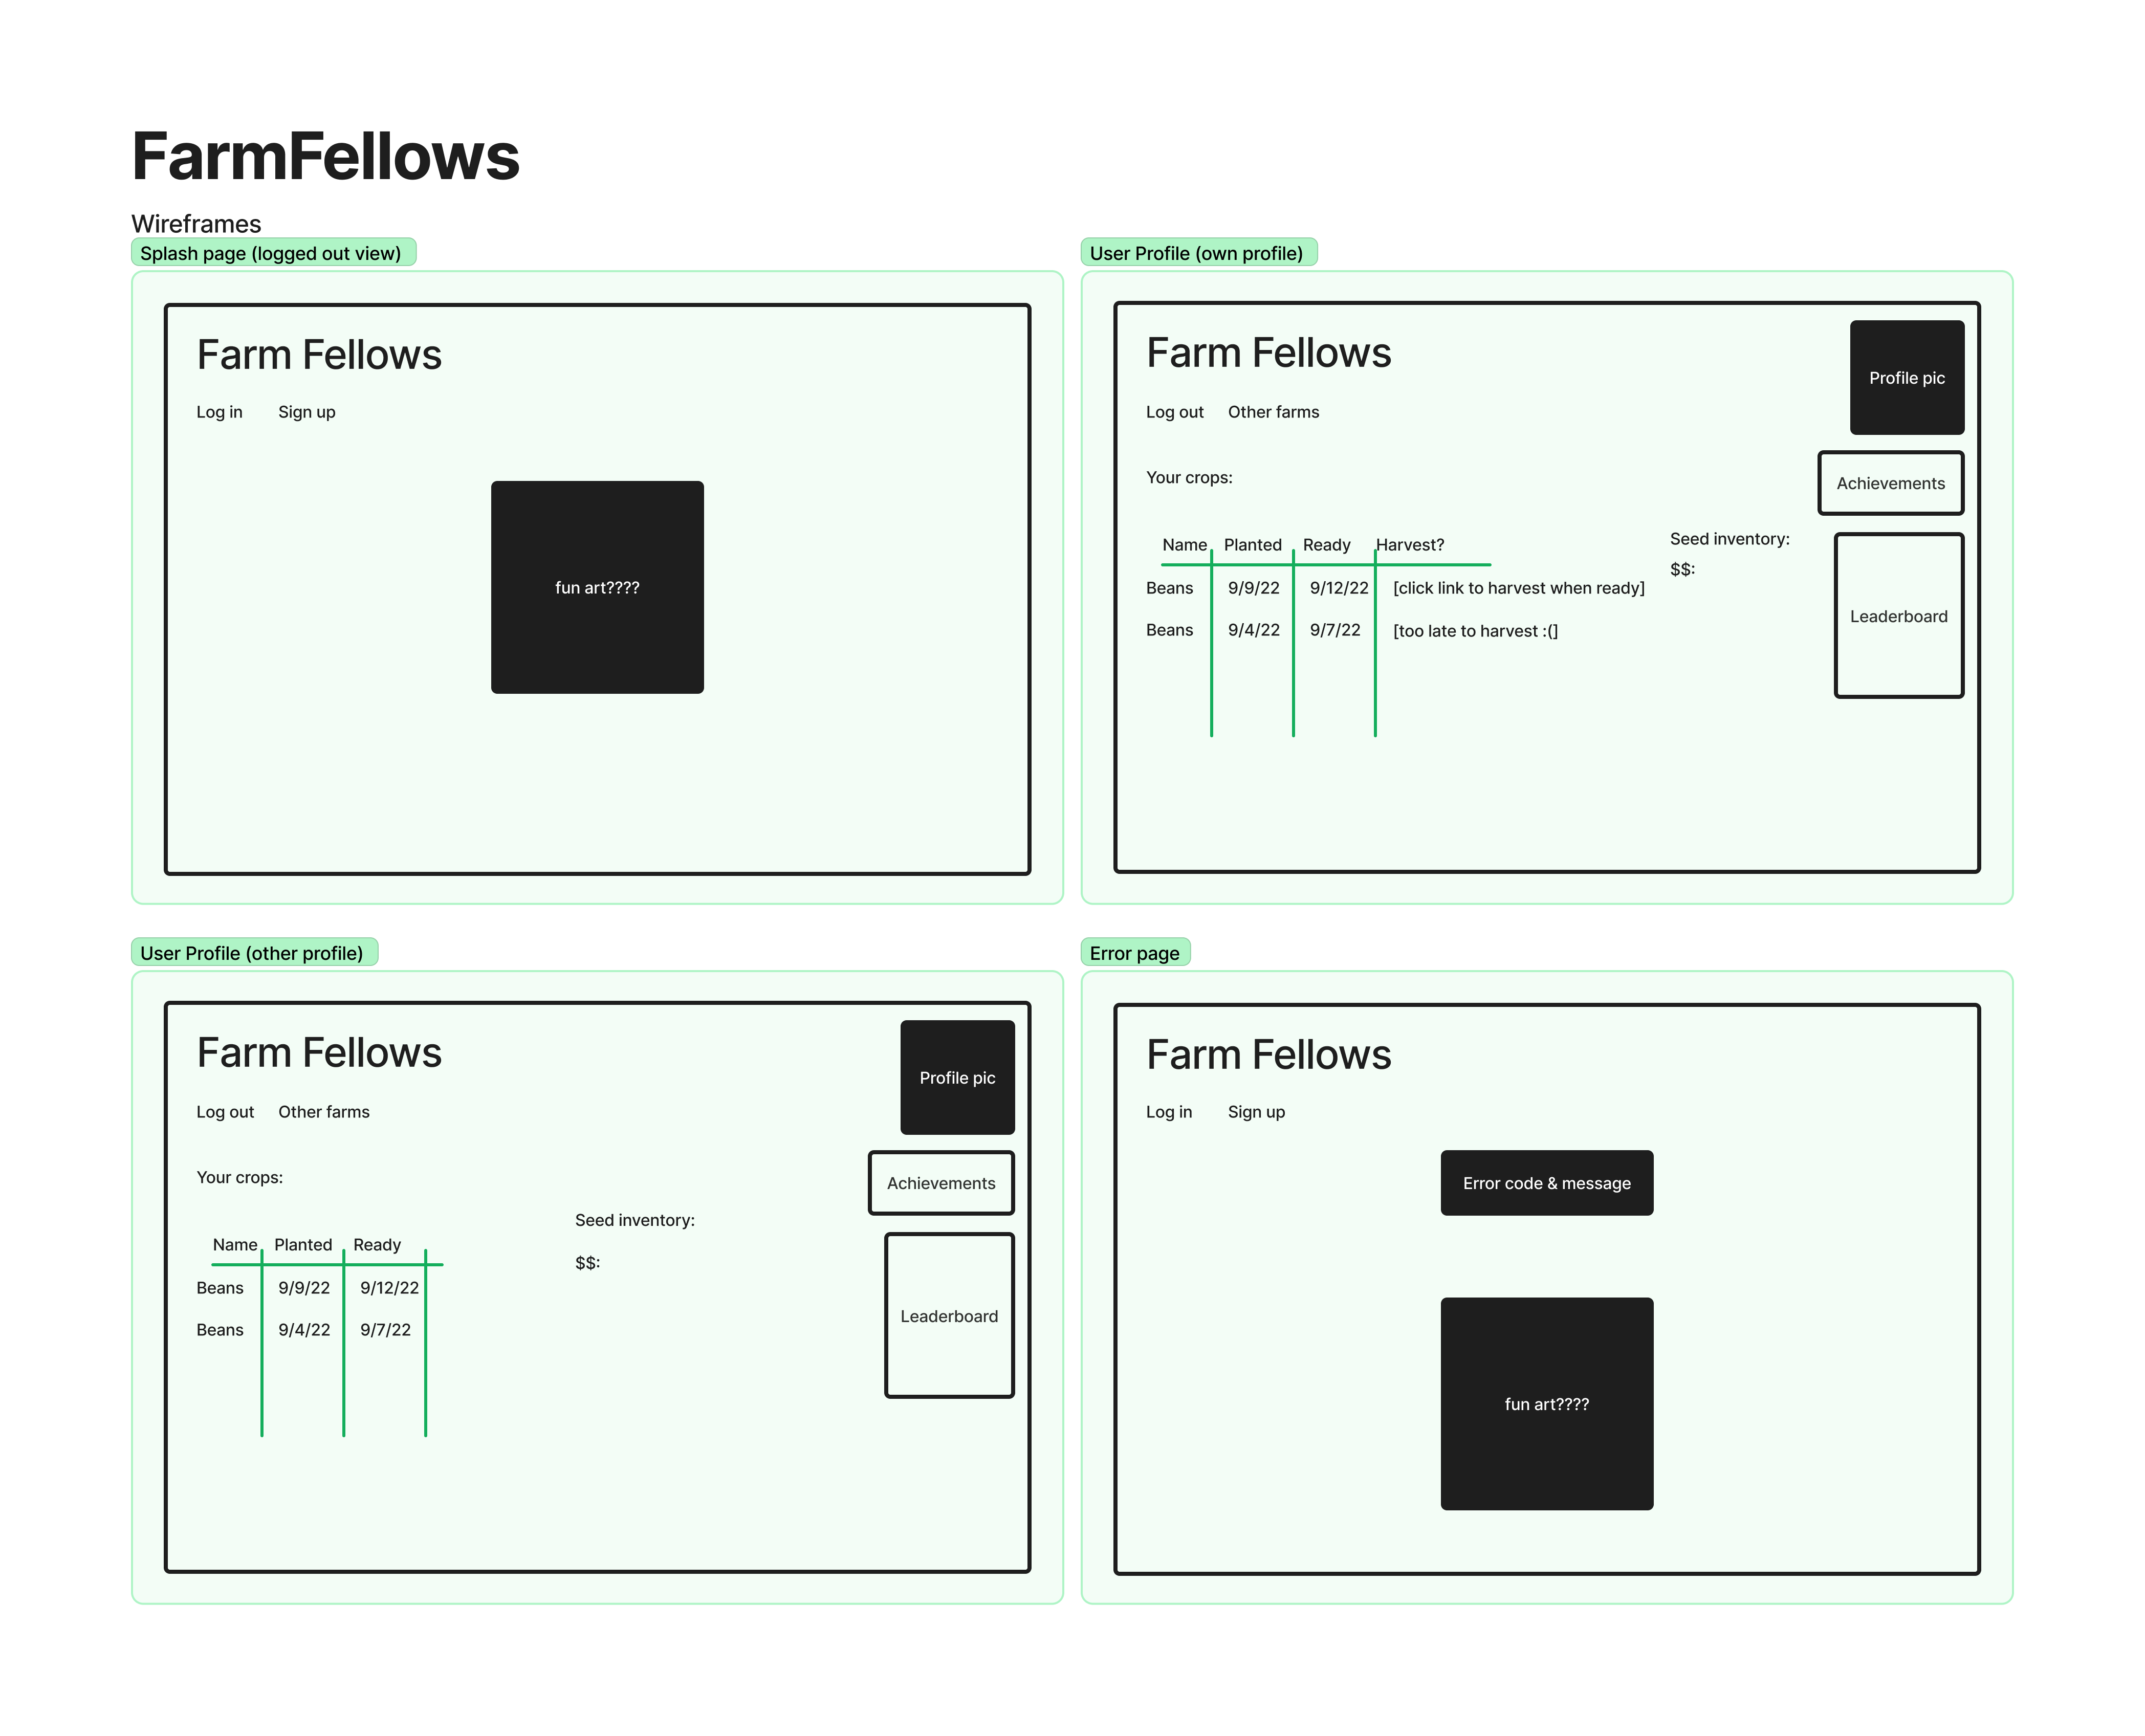 FarmFellows
Wireframes
Splash page (logged out view)
Farm Fellows
Log in Sign up
fun art????
User Profile (own profile)
Farm Fellows
Profile pic
Log out Other farms
Achievements
Your crops:
Name Planted Ready Harvest?
Beans 9/9/22 9/12/22 [click link to harvest when ready]
Beans 9/4/22 9/7/22 [too late to harvest :(]
Seed inventory:
$$:
Leaderboard
User Profile (other profile)
Farm Fellows
Profile pic
Log out Other farms
Achievements
Your crops:
Name Planted Ready
Beans 9/9/22 9/12/22
Beans 9/4/22 9/7/22
Seed inventory:
$$:
Leaderboard
Error page
Farm Fellows
Log in Sign up
Error code & message
fun art????